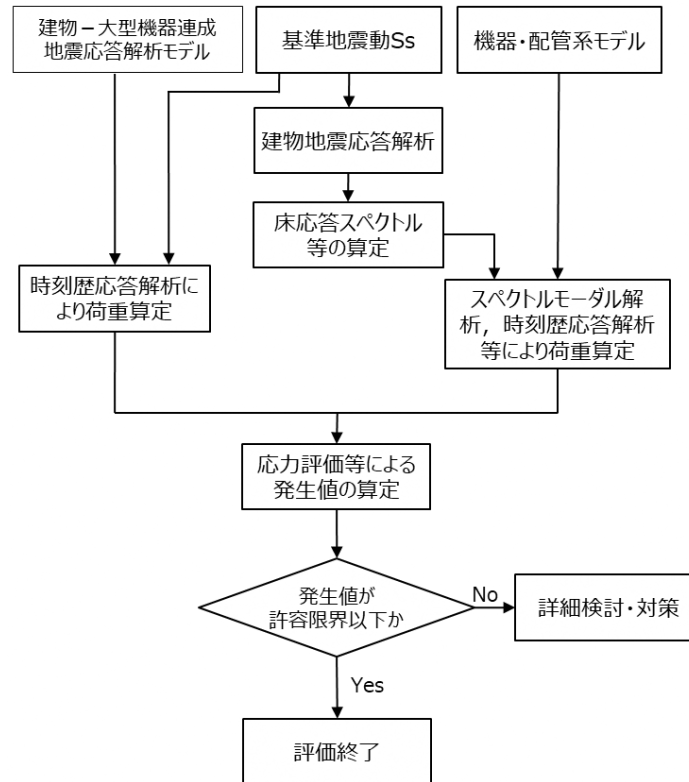 建物－大型機器連成
地震応答解析モデル
基準地震動Ss
機器・配管系モデル
建物地震応答解析
床応答スペクトル
等の算定
時刻歴応答解析に
より荷重算定
スペクトルモーダル解
析，時刻歴応答解析
等により荷重算定
応力評価等による
発生値の算定
発生値が
許容限界以下か
No
詳細検討・対策
Yes
評価終了